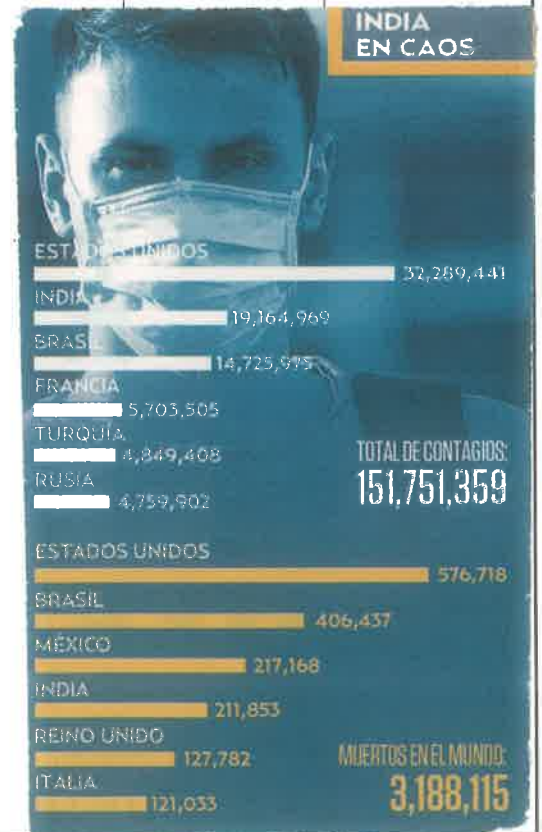 INDIA
EN CAOS
ESTADOS UNIDOS
32,289,441
INDIA
19,164,969
BRASIL
14,725,975
FRANCIA
5,703,505
TURQUÍA
4,849,408
RUSIA
4,759,902
TOTAL DE CONTAGIOS:
151,751,359
ESTADOS UNIDOS
576,718
BRASIL
406,437
MÉXICO
217,168
INDIA
211,853
REINO UNIDO
127,782
ITALIA
121,033
MUERTOS EN EL MUNDO:
3,188,115